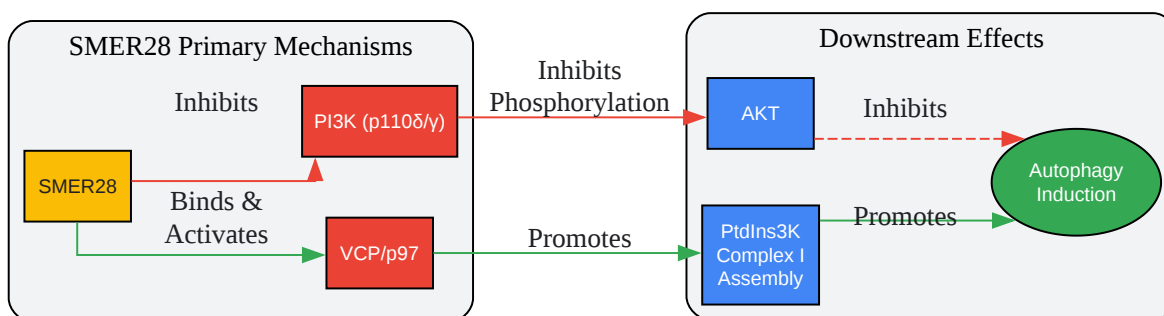 SMER28 Primary Mechanisms
Inhibits
PI3K (p110δ/γ)
SMER28
Binds &
Activates
VCP/p97
Inhibits
Phosphorylation
Promotes
Downstream Effects
AKT
Inhibits
Autophagy
Induction
PtdIns3K
Complex I
Assembly
Promotes